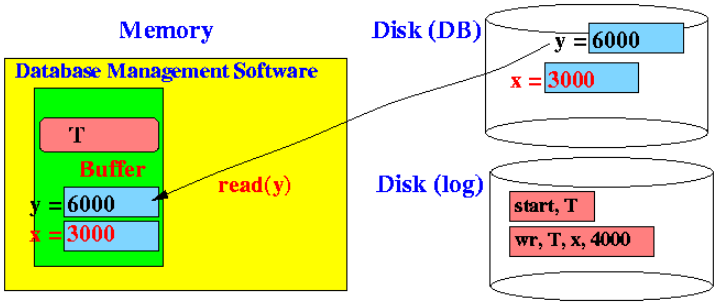 Memory
Disk (DB)
y = 6000
x = 3000
Database Management Software
T
Buffer
y = 6000
x = 3000
read(y)
Disk (log)
start, T
wr, T, x, 4000